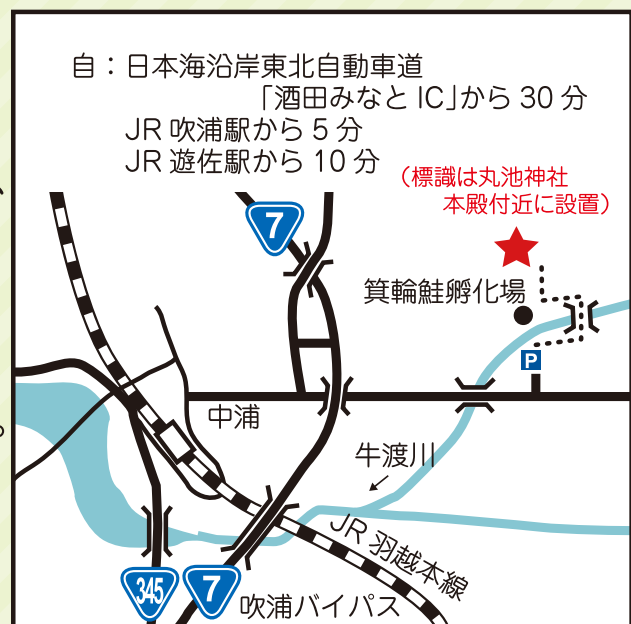 自：日本海沿岸東北自動車道
「酒田みなとIC」から 30 分
JR 吹浦駅から 5 分
JR 遊佐駅から 10 分
（標識は丸池神社
本殿付近に設置）
7
箕輪鮭孵化場
P
中浦
牛渡川
JR 羽越本線
345
7
吹浦バイパス